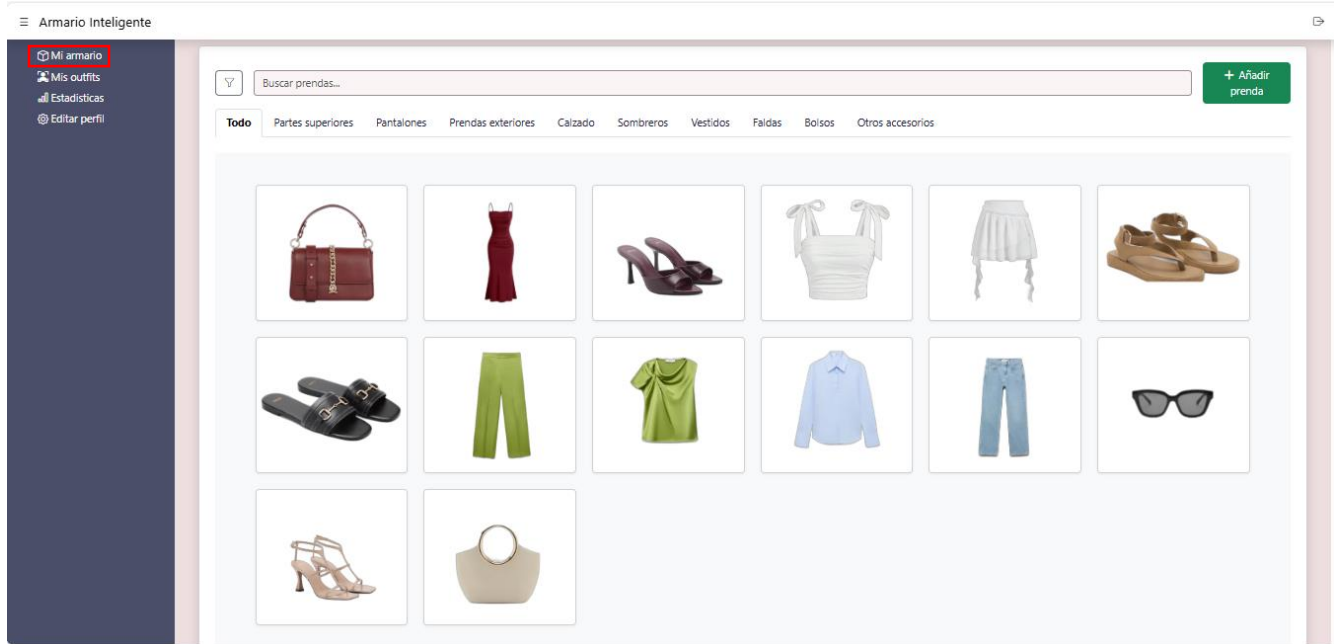 Armario Inteligente
Mi armario
Mis outfits
Estadisticas
Editar perfil
Buscar prendas...
+ Añadir
prenda
Todo Partes superiores Pantalones Prendas exteriores Calzado Sombreros Vestidos Faldas Bolsos Otros accesorios